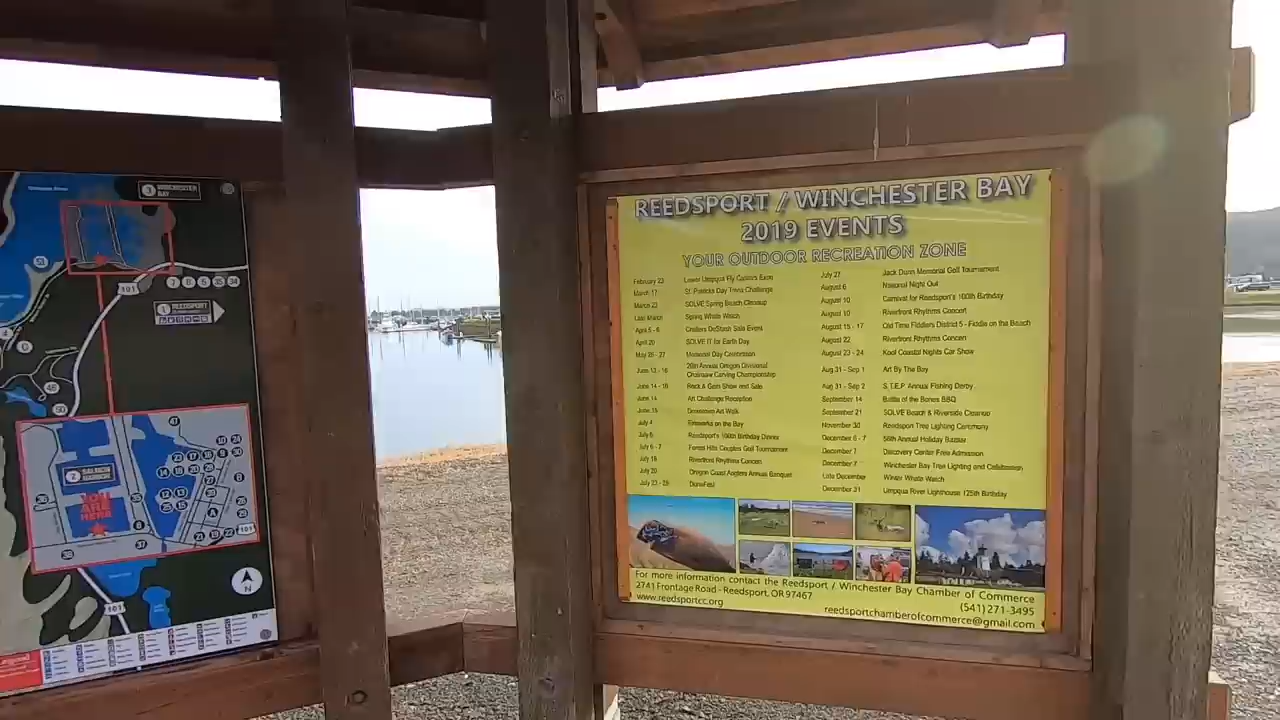 WINCHESTER
BAY
101
REEDSPORT
SALMON
HARBOR
YOU
ARE
HERE
101
101
N
REEDSPORT / WINCHESTER BAY
2019 EVENTS
YOUR OUTDOOR RECREATION ZONE
February 23 Lower Umpqua Fly Casters Expo
March 17 St. Patricks Day Trivia Challenge
March 23 SOLVE Spring Beach Cleanup
Late March Spring Whale Watch
April 5 - 6 Crafters DeStash Sale Event
April 20 SOLVE IT for Earth Day
May 25 - 27 Memorial Day Celebration
June 13 - 16 20th Annual Oregon Divisional
Chainsaw Carving Championship
June 14 - 16 Rock & Gem Show and Sale
June 14 Art Challenge Reception
June 15 Downtown Art Walk
July 4 Fireworks on the Bay
July 6 Reedsport's 100th Birthday Dinner
July 6 - 7 Forest Hills Couples Golf Tournament
July 18 Riverfront Rhythms Concert
July 20 Oregon Coast Anglers Annual Banquet
July 23 - 28 DuneFest
July 27 Jack Dunn Memorial Golf Tournament
August 6 National Night Out
August 10 Carnival for Reedsport's 100th Birthday
August 10 Riverfront Rhythms Concert
August 15 - 17 Old Time Fiddlers District 5 - Fiddle on the Beach
August 22 Riverfront Rhythms Concert
August 23 - 24 Kool Coastal Nights Car Show
Aug 31 - Sep 1 Art By The Bay
Aug 31 - Sep 2 S.T.E.P Annual Fishing Derby
September 14 Battle of the Bones BBQ
September 21 SOLVE Beach & Riverside Cleanup
November 30 Reedsport Tree Lighting Ceremony
December 6 - 7 56th Annual Holiday Bazaar
December 7 Discovery Center Free Admission
December 7 Winchester Bay Tree Lighting and Celebration
Late December Winter Whale Watch
December 31 Umpqua River Lighthouse 125th Birthday
For more information contact the Reedsport / Winchester Bay Chamber of Commerce
2741 Frontage Road - Reedsport, OR 97467 (541) 271-3495
www.reedsportcc.org reedsportchamberofcommerce@gmail.com